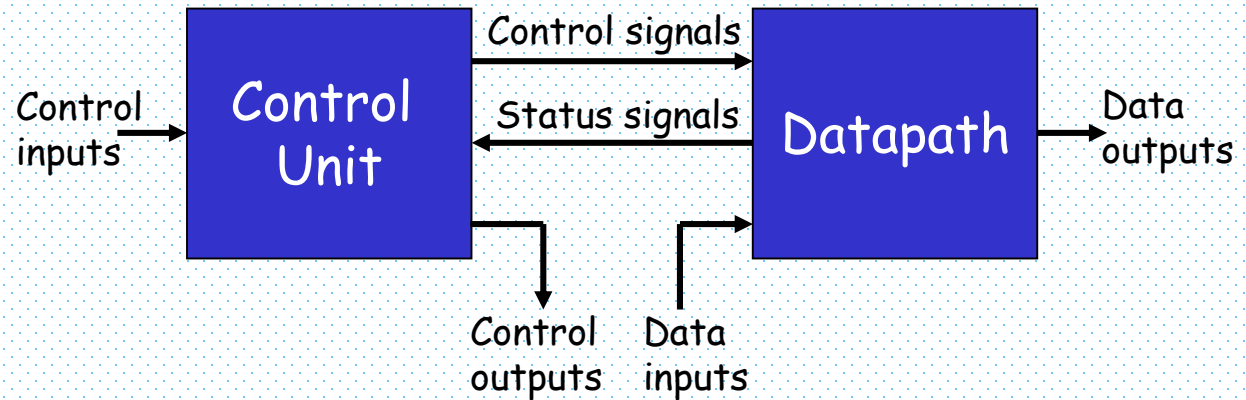 Control
inputs
Control
Unit
Control signals
Status signals
Datapath
Data
outputs
Control
outputs
Data
inputs